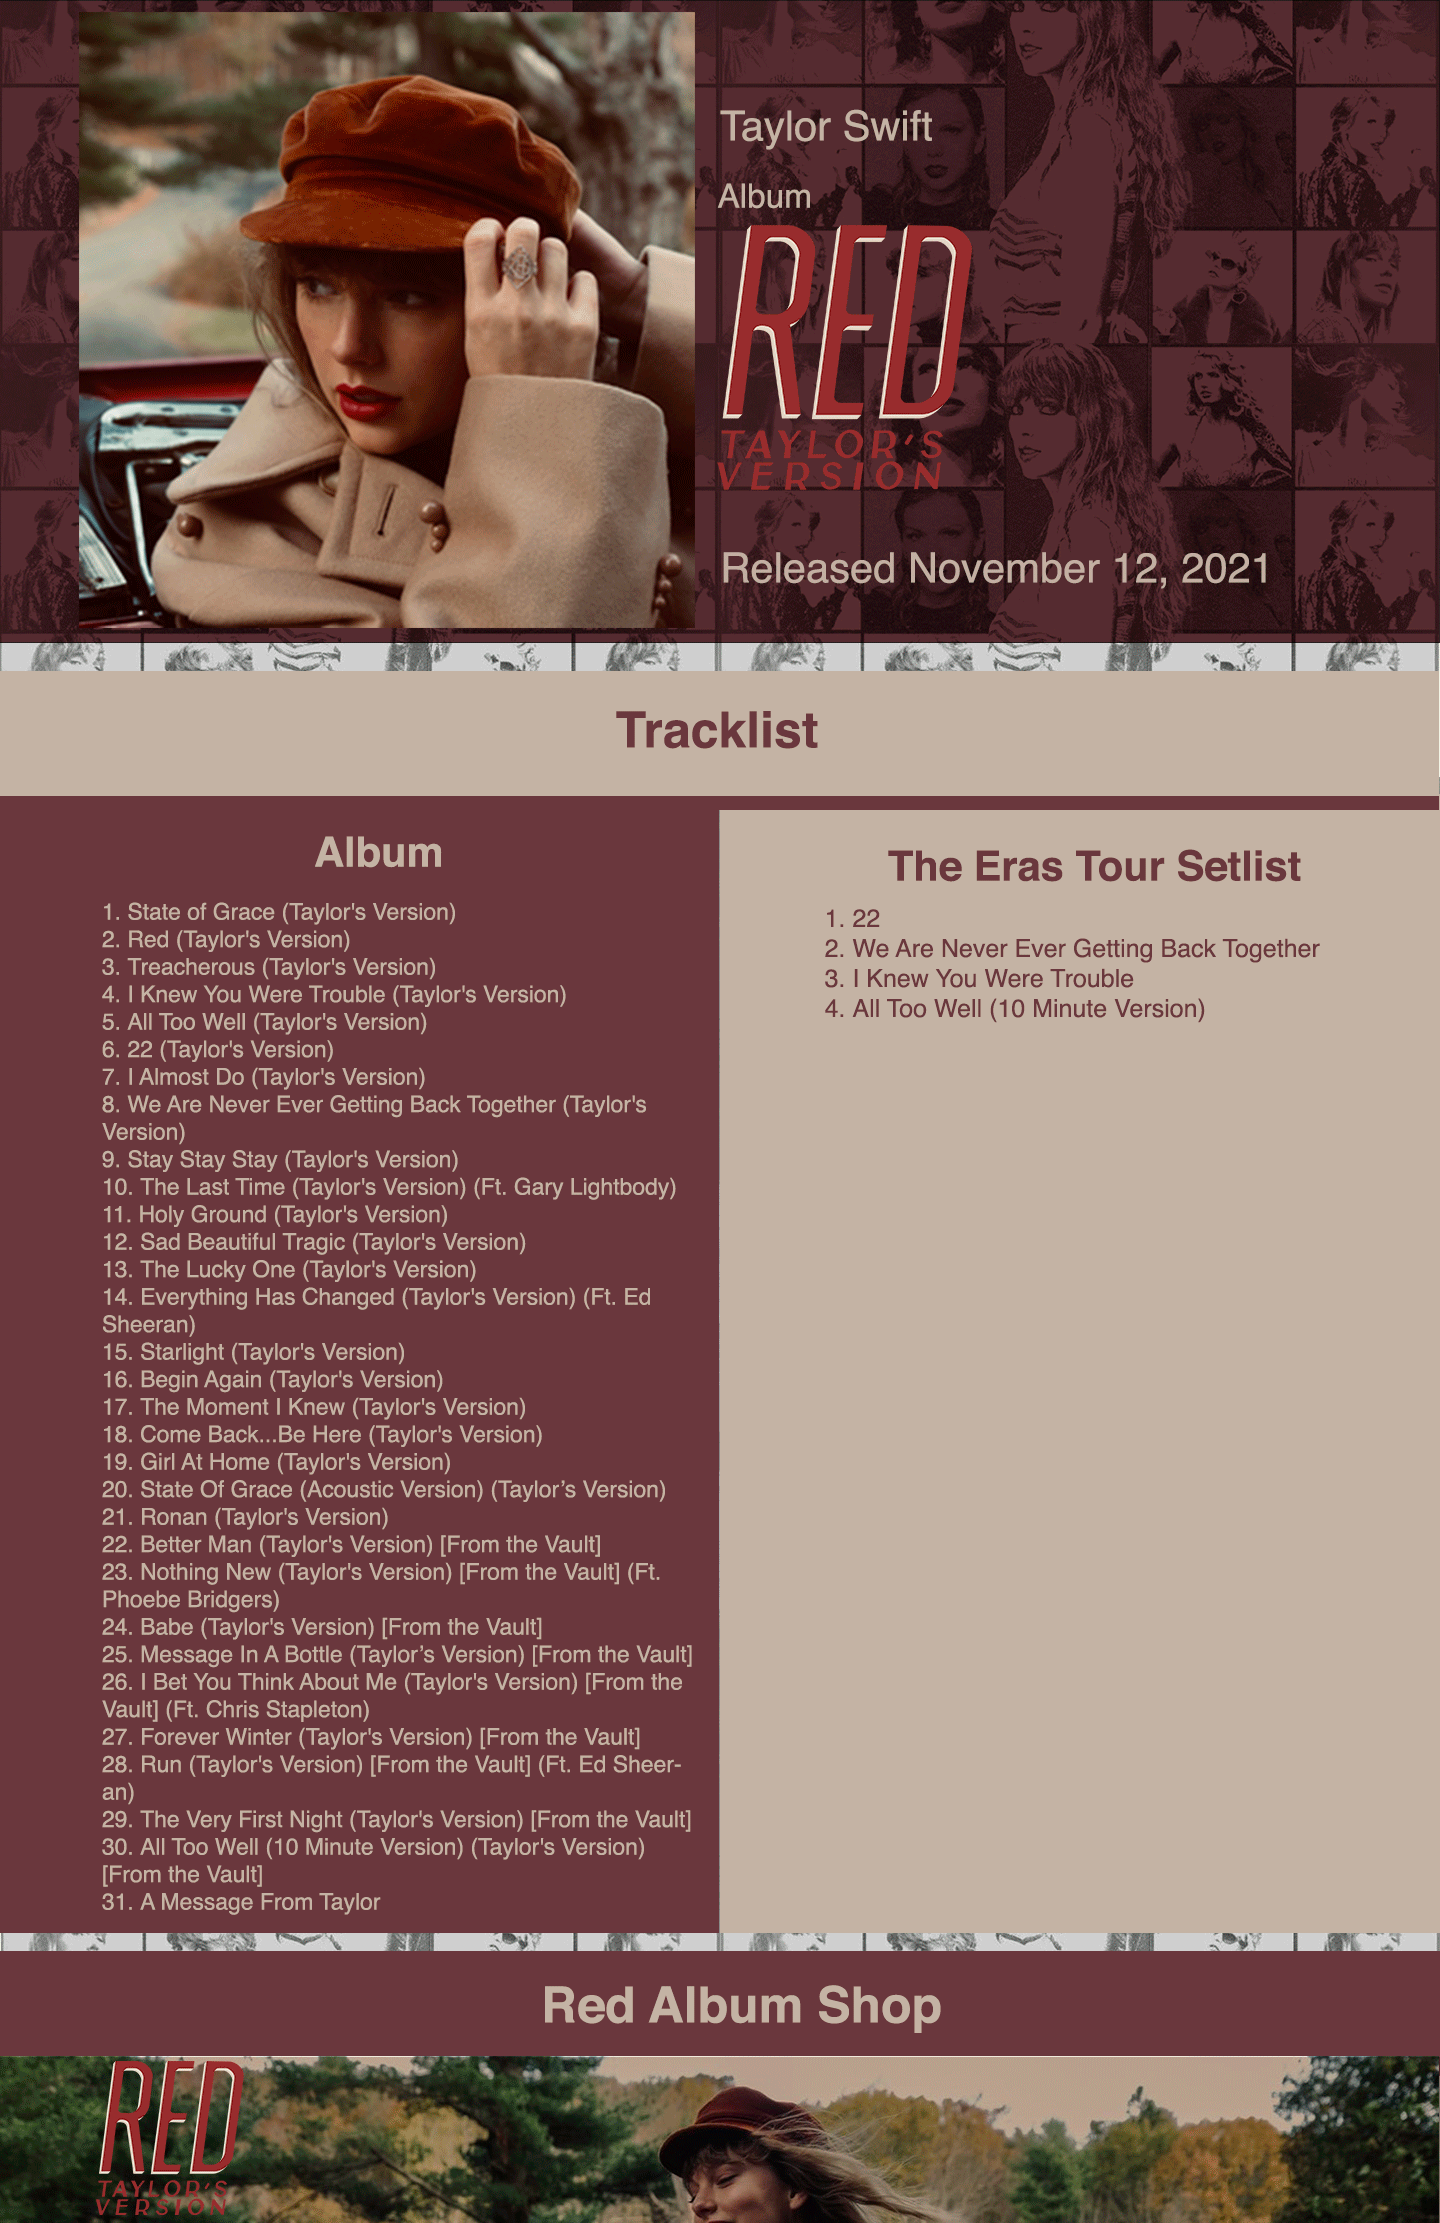 Taylor Swift
Album
RED
TAYLOR'S
VERSION
Released November 12, 2021
Tracklist
Album
1. State of Grace (Taylor's Version)
2. Red (Taylor's Version)
3. Treacherous (Taylor's Version)
4. I Knew You Were Trouble (Taylor's Version)
5. All Too Well (Taylor's Version)
6. 22 (Taylor's Version)
7. I Almost Do (Taylor's Version)
8. We Are Never Ever Getting Back Together (Taylor's
Version)
9. Stay Stay Stay (Taylor's Version)
10. The Last Time (Taylor's Version) (Ft. Gary Lightbody)
11. Holy Ground (Taylor's Version)
12. Sad Beautiful Tragic (Taylor's Version)
13. The Lucky One (Taylor's Version)
14. Everything Has Changed (Taylor's Version) (Ft. Ed
Sheeran)
15. Starlight (Taylor's Version)
16. Begin Again (Taylor's Version)
17. The Moment I Knew (Taylor's Version)
18. Come Back...Be Here (Taylor's Version)
19. Girl At Home (Taylor's Version)
20. State Of Grace (Acoustic Version) (Taylor’s Version)
21. Ronan (Taylor's Version)
22. Better Man (Taylor's Version) [From the Vault]
23. Nothing New (Taylor's Version) [From the Vault] (Ft.
Phoebe Bridgers)
24. Babe (Taylor's Version) [From the Vault]
25. Message In A Bottle (Taylor’s Version) [From the Vault]
26. I Bet You Think About Me (Taylor's Version) [From the
Vault] (Ft. Chris Stapleton)
27. Forever Winter (Taylor's Version) [From the Vault]
28. Run (Taylor's Version) [From the Vault] (Ft. Ed Sheer-
an)
29. The Very First Night (Taylor's Version) [From the Vault]
30. All Too Well (10 Minute Version) (Taylor's Version)
[From the Vault]
31. A Message From Taylor
The Eras Tour Setlist
1. 22
2. We Are Never Ever Getting Back Together
3. I Knew You Were Trouble
4. All Too Well (10 Minute Version)
Red Album Shop
RED
TAYLOR'S
VERSION